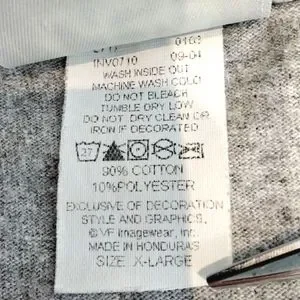 0103
INV0710 09-04
WASH INSIDE OUT
MACHINE WASH COLD
DO NOT BLEACH
TUMBLE DRY LOW
DO NOT DRY CLEAN OR
IRON IF DECORATED
90% COTTON
10%POLYESTER
EXCLUSIVE OF DECORATION
STYLE AND GRAPHICS,
© VF Imagewear, Inc.
MADE IN HONDURAS
SIZE X-LARGE